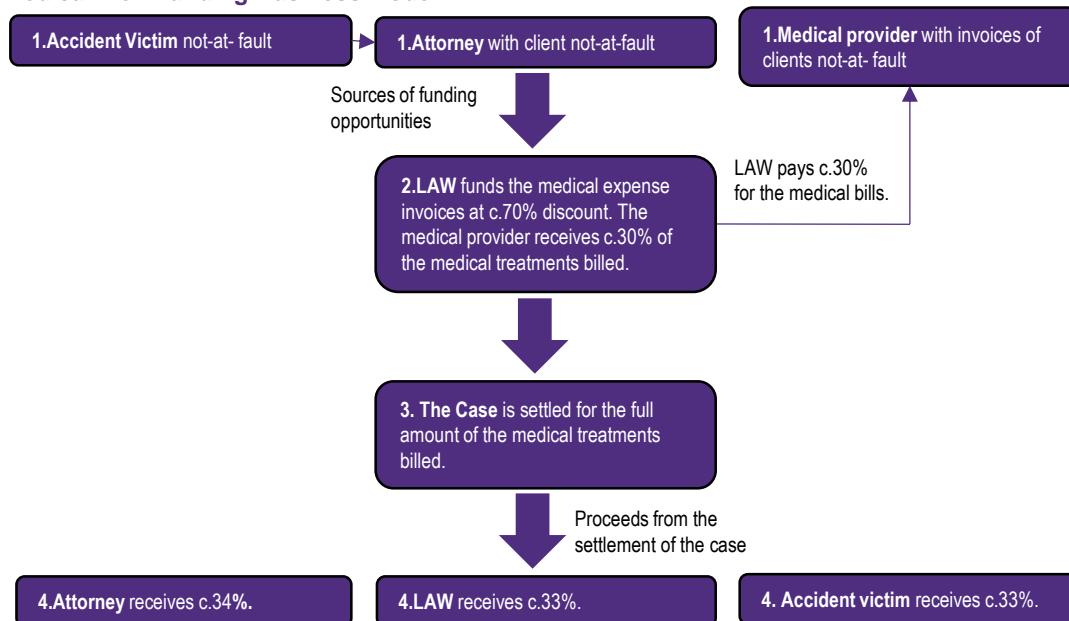 1.Accident Victim not-at- fault
1.Attorney with client not-at-fault
1.Medical provider with invoices of
clients not-at- fault
Sources of funding
opportunities
LAW pays c.30%
for the medical bills.
2.LAW funds the medical expense
invoices at c.70% discount. The
medical provider receives c.30% of
the medical treatments billed.
3. The Case is settled for the full
amount of the medical treatments
billed.
Proceeds from the
settlement of the case
4.Attorney receives c.34%.
4.LAW receives c.33%.
4. Accident victim receives c.33%.